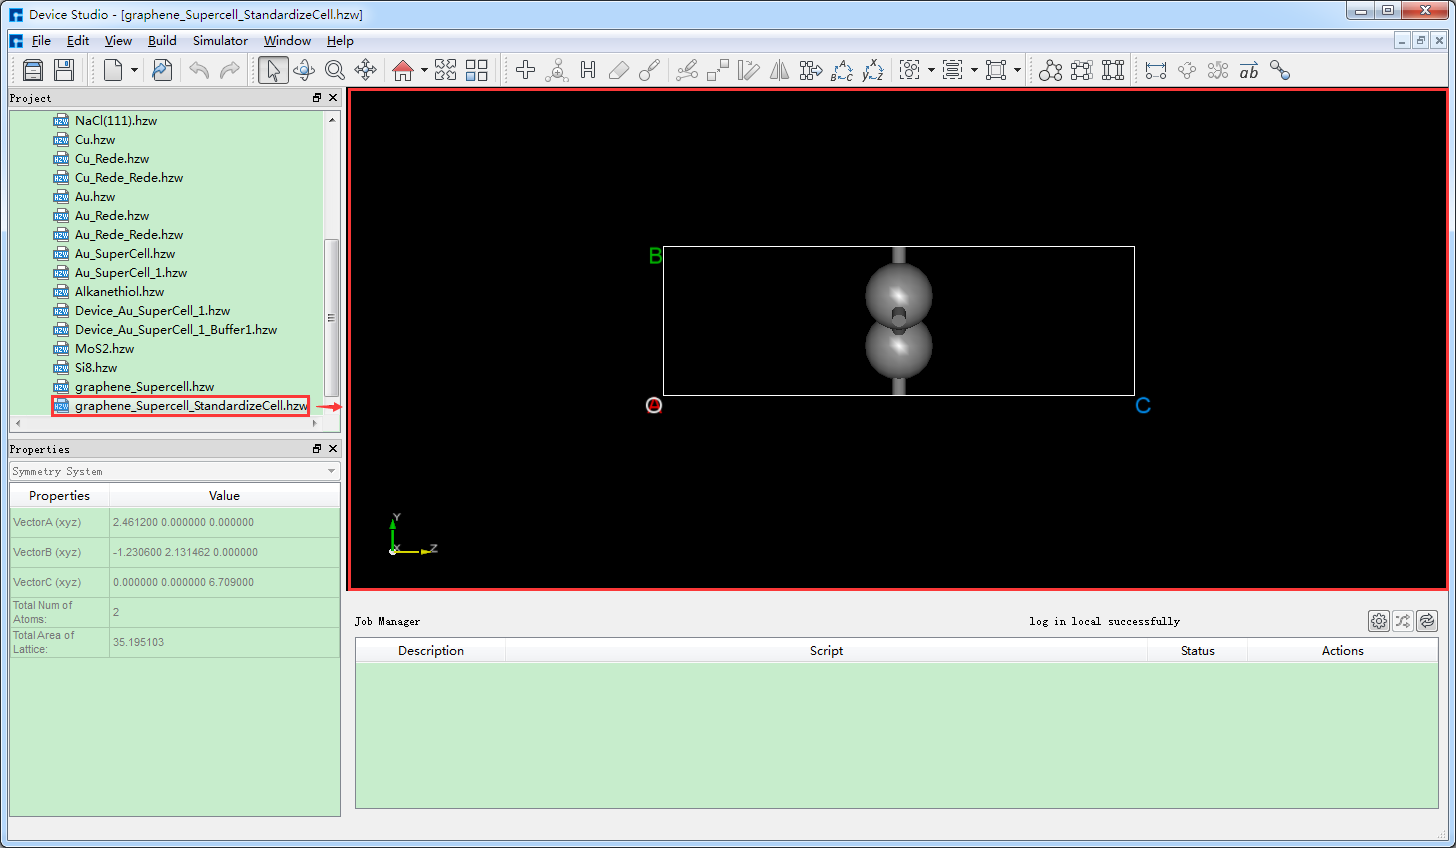 Device Studio - [graphene_Supercell_StandardizeCell.hzw]
File Edit View Build Simulator Window Help
Project
NaCl(111).hzw
Cu.hzw
Cu_Rede.hzw
Cu_Rede_Rede.hzw
Au.hzw
Au_Rede.hzw
Au_Rede_Rede.hzw
Au_SuperCell.hzw
Au_SuperCell_1.hzw
Alkanethiol.hzw
Device_Au_SuperCell_1.hzw
Device_Au_SuperCell_1_Buffer1.hzw
MoS2.hzw
Si8.hzw
graphene_Supercell.hzw
graphene_Supercell_StandardizeCell.hzw
Properties
Symmetry System
Properties Value
VectorA (xyz) 2.461200 0.000000 0.000000
VectorB (xyz) -1.230600 2.131462 0.000000
VectorC (xyz) 0.000000 0.000000 6.709000
Total Num of
Atoms: 2
Total Area of
Lattice: 35.195103
B
A
C
Y
X Z
Job Manager log in local successfully
Description Script Status Actions